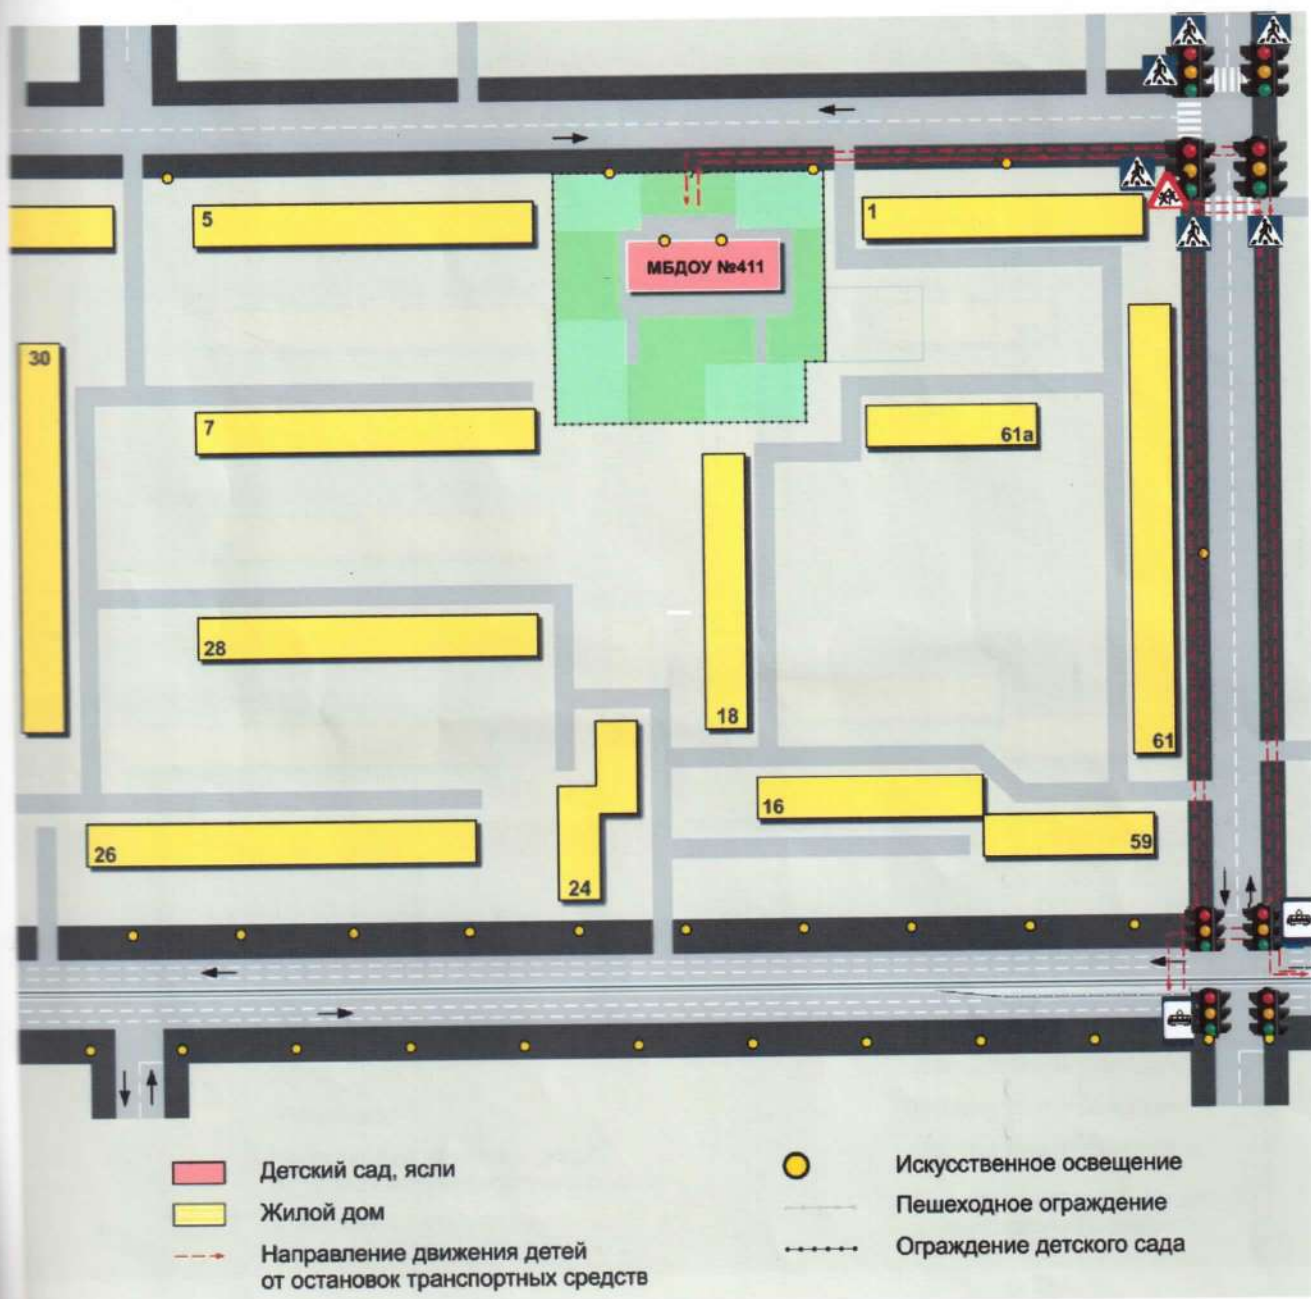 5
1
МБДОУ №411
30
7
61а
28
18
61
16
26
59
24
Детский сад, ясли
Жилой дом
Направление движения детей
от остановок транспортных средств
Искусственное освещение
Пешеходное ограждение
Ограждение детского сада